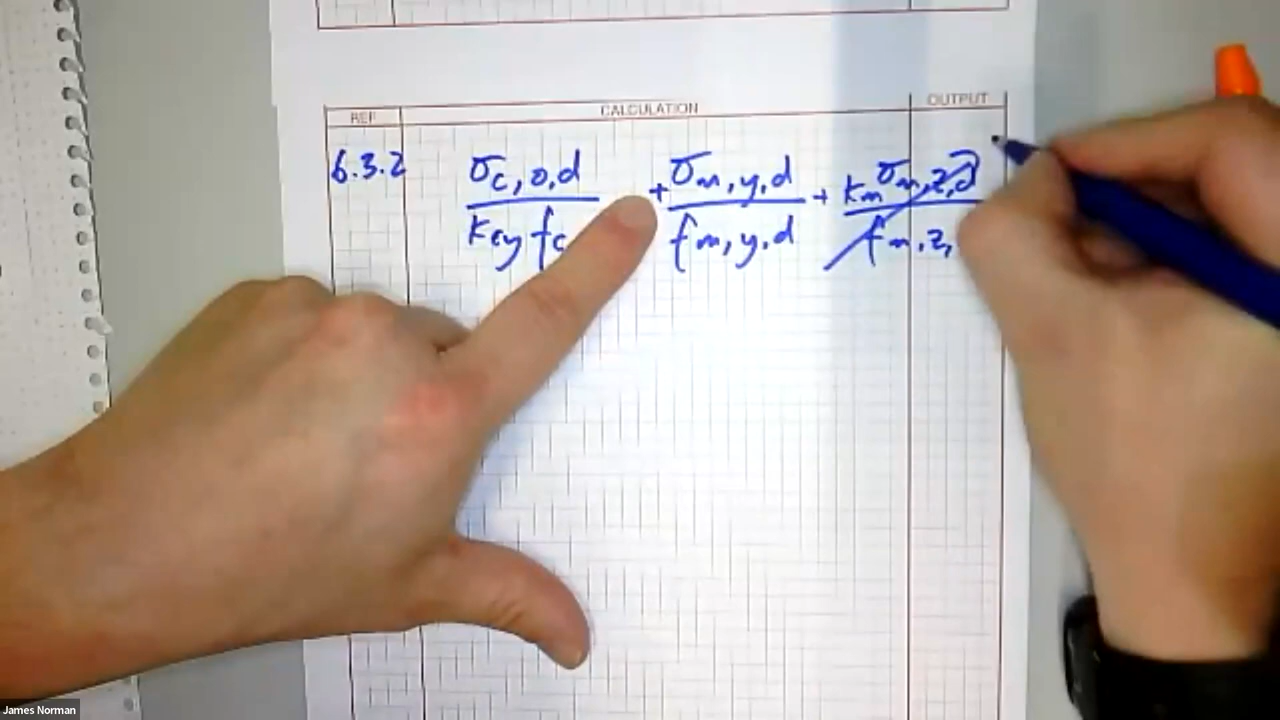 REF CALCULATION OUTPUT
6.3.2 σc,0,d + σm,y,d + km σm,z,d
kcy fc fm,y,d fm,z,
James Norman